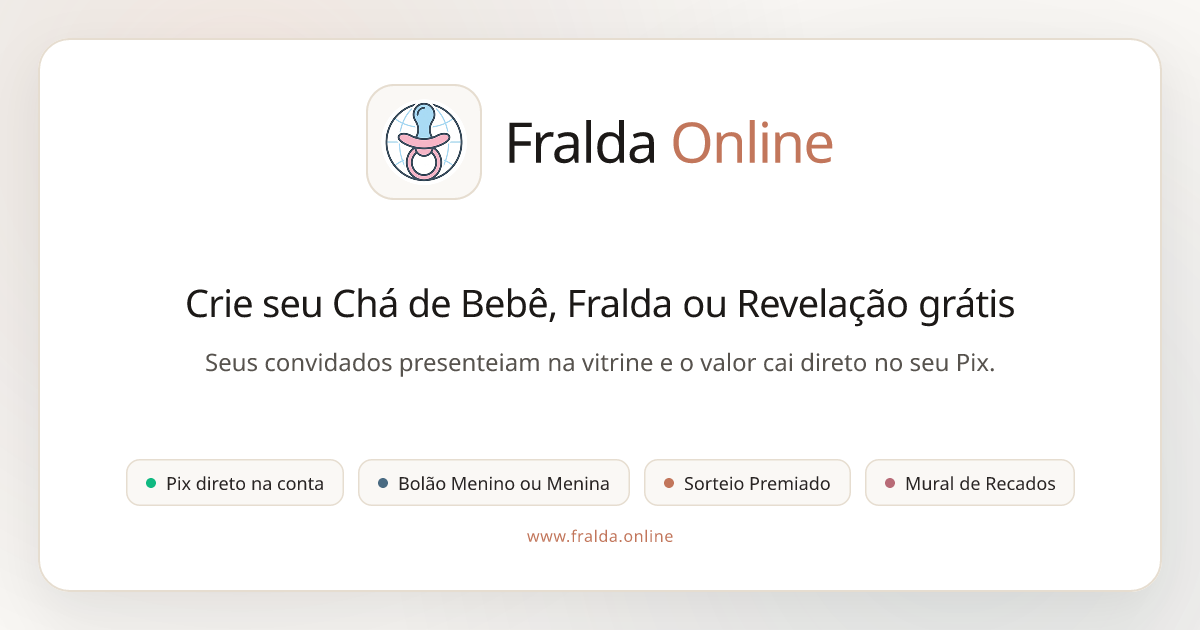 Fralda Online
Crie seu Chá de Bebê, Fralda ou Revelação grátis
Seus convidados presenteiam na vitrine e o valor cai direto no seu Pix.
Pix direto na conta
Bolão Menino ou Menina
Sorteio Premiado
Mural de Recados
www.fralda.online